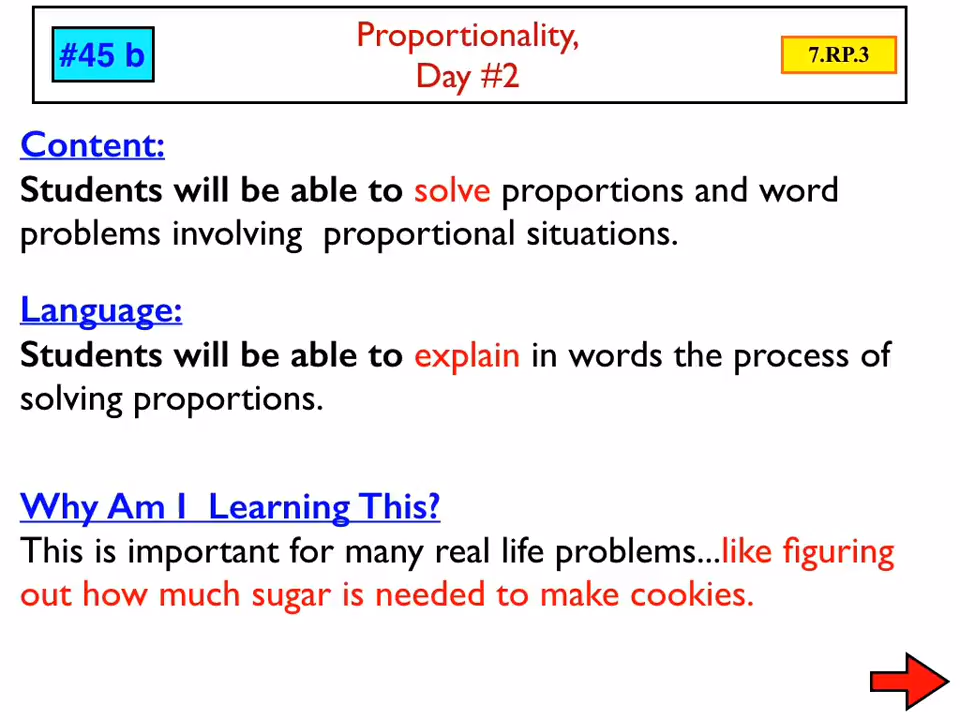 #45 b
Proportionality,
Day #2
7.RP.3
Content:
Students will be able to solve proportions and word
problems involving proportional situations.
Language:
Students will be able to explain in words the process of
solving proportions.
Why Am I Learning This?
This is important for many real life problems...like figuring
out how much sugar is needed to make cookies.